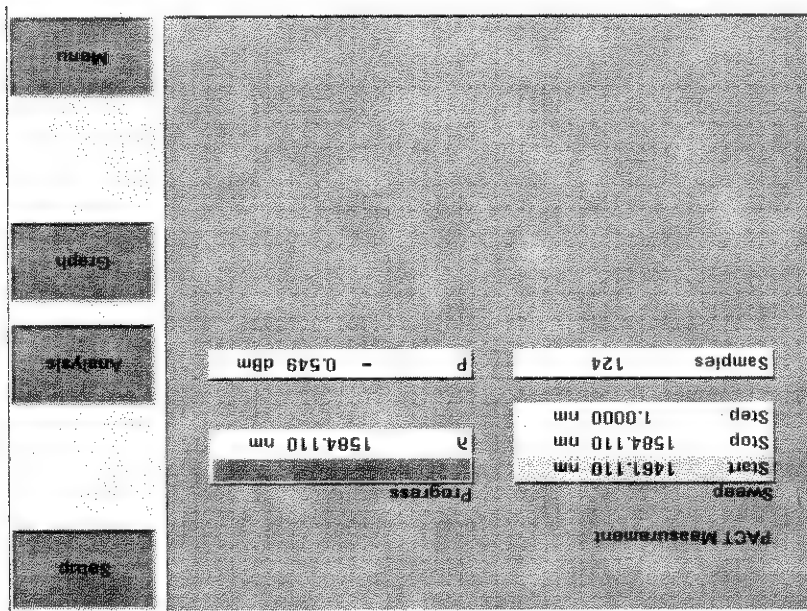 PACT Measurament
Sweep
Start 1461.110 nm
Stop 1584.110 nm
Step 1.0000 nm
Samples 124
Progress
λ 1584.110 nm
P - 0.549 dBm
Setup
Analysis
Graph
Menu